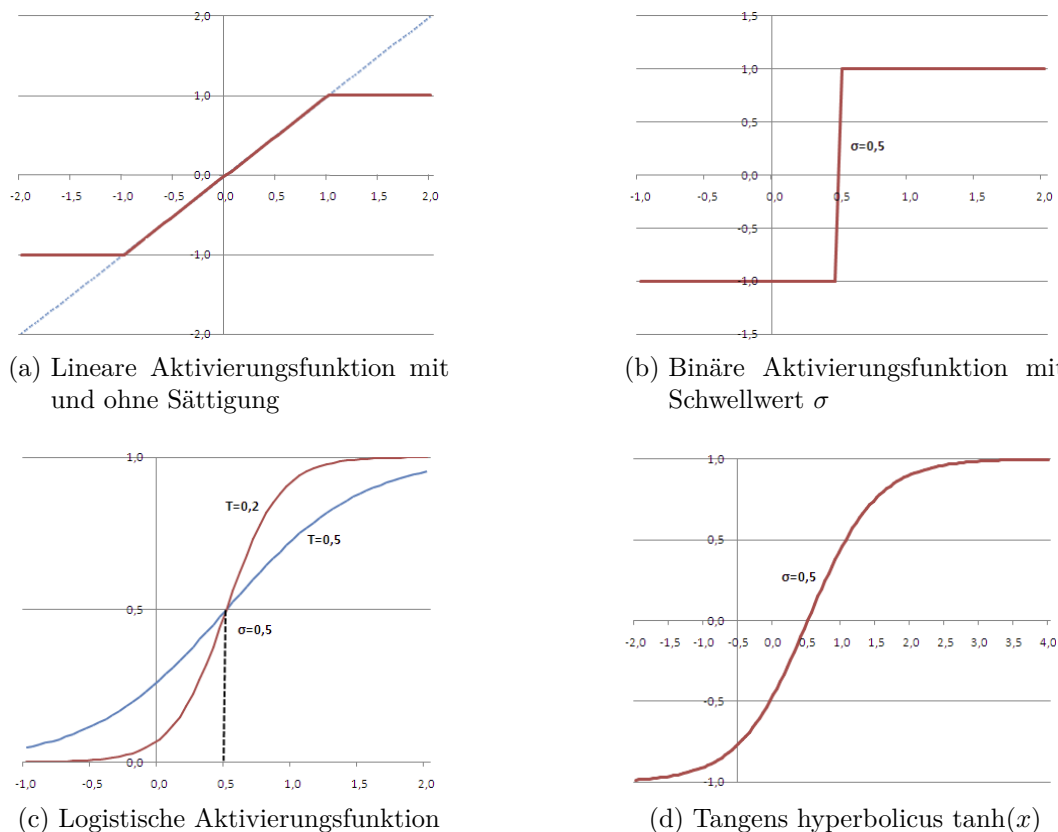 2,0
1,0
0,0
-2,0 -1,5 -1,0 -0,5 0,0 0,5 1,0 1,5 2,0
-1,0
-2,0
(a) Lineare Aktivierungsfunktion mit
und ohne Sättigung
1,5
1,0
0,5
σ=0,5
0,0
-1,0 -0,5 0,0 0,5 1,0 1,5 2,0
-0,5
-1,0
-1,5
(b) Binäre Aktivierungsfunktion mit
Schwellwert σ
1,0
T=0,2
T=0,5
0,5
σ=0,5
0,0
-1,0 -0,5 0,0 0,5 1,0 1,5 2,0
(c) Logistische Aktivierungsfunktion
1,0
0,5
σ=0,5
0,0
-2,0 -1,5 -1,0 -0,5 0,0 0,5 1,0 1,5 2,0 2,5 3,0 3,5 4,0
-0,5
-1,0
(d) Tangens hyperbolicus tanh(x)